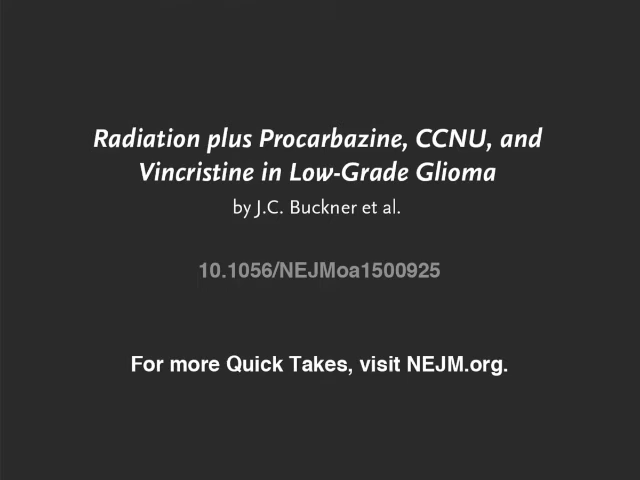 Radiation plus Procarbazine, CCNU, and
Vincristine in Low-Grade Glioma
by J.C. Buckner et al.
10.1056/NEJMoa1500925
For more Quick Takes, visit NEJM.org.